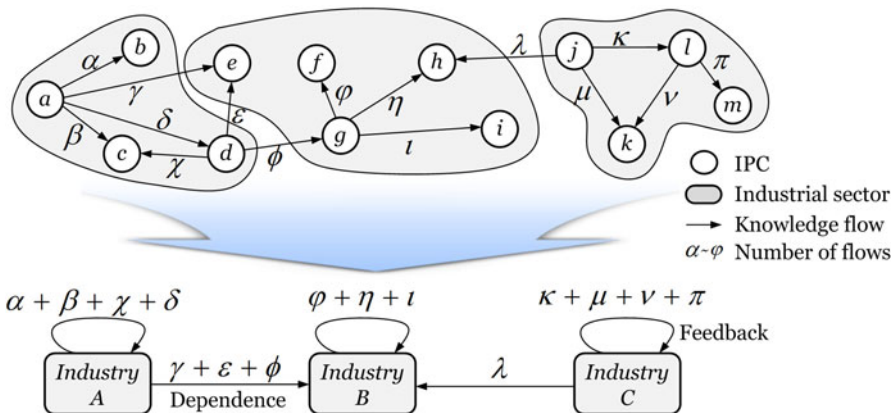 b
α
a
γ
e
β
δ
ε
c
χ
d
ϕ
f
h
φ
η
g
ι
i
λ
j
κ
l
μ
ν
π
m
k
IPC
Industrial sector
Knowledge flow
α~φ Number of flows
α + β + χ + δ
φ + η + ι
κ + μ + ν + π
Feedback
Industry
A
γ + ε + ϕ
Dependence
Industry
B
λ
Industry
C